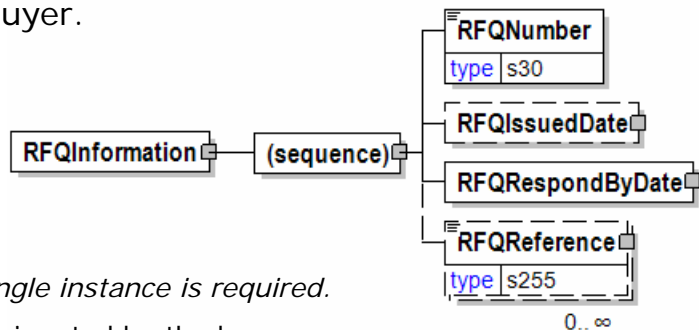 uyer.
RFQNumber
type s30
RFQIssuedDate
RFQInformation (sequence)
RFQRespondByDate
RFQReference
type s255
ngle instance is required.
0..∞